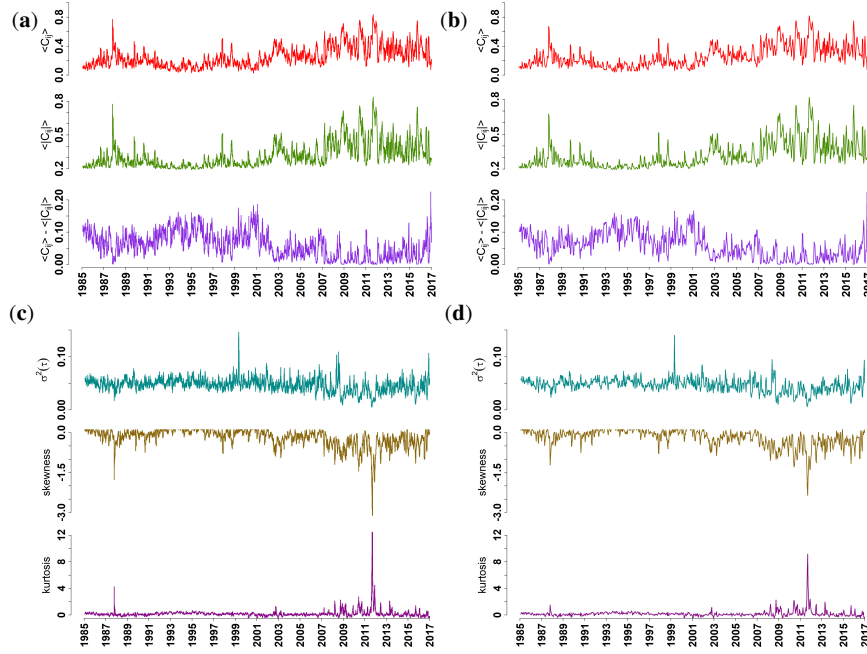 (a)
<C_ij>
0.0 0.4 0.8
<|C_ij|>
0.2 0.5 0.8
<C_ij> - <|C_ij|>
0.00 0.10 0.20
1985 1987 1989 1991 1993 1995 1997 1999 2001 2003 2005 2007 2009 2011 2013 2015 2017
(b)
<C_ij>
0.0 0.4 0.8
<|C_ij|>
0.2 0.5 0.8
<C_ij> - <|C_ij|>
0.00 0.10 0.20
1985 1987 1989 1991 1993 1995 1997 1999 2001 2003 2005 2007 2009 2011 2013 2015 2017
(c)
σ²(τ)
0.00 0.10
skewness
-3.0 -1.5 0.0
kurtosis
0 4 8 12
1985 1987 1989 1991 1993 1995 1997 1999 2001 2003 2005 2007 2009 2011 2013 2015 2017
(d)
σ²(τ)
0.00 0.10
skewness
-3.0 -1.5 0.0
kurtosis
0 4 8 12
1985 1987 1989 1991 1993 1995 1997 1999 2001 2003 2005 2007 2009 2011 2013 2015 2017